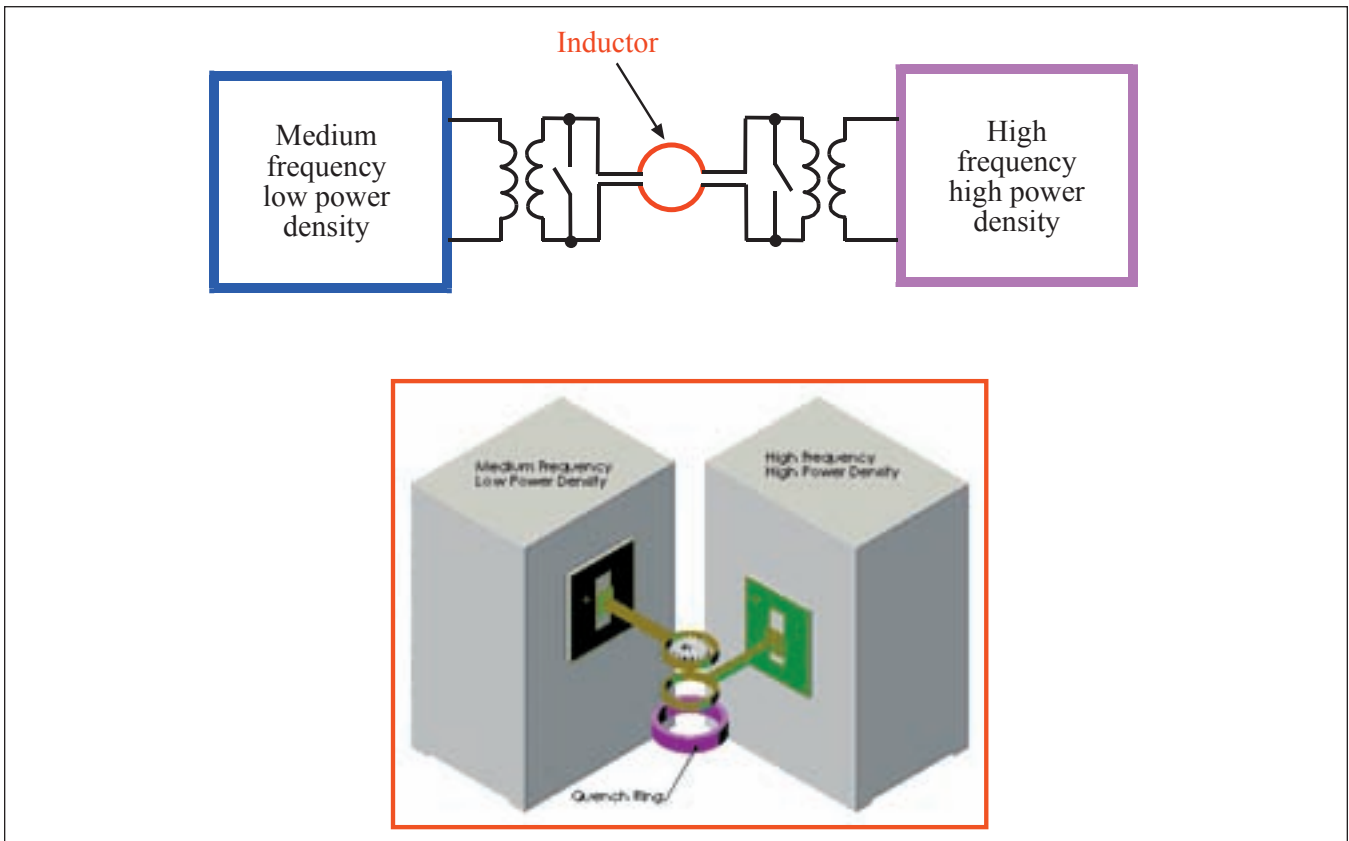 Inductor
Medium
frequency
low power
density
High
frequency
high power
density
Medium Frequency
Low Power Density
High Frequency
High Power Density
Quench Ring